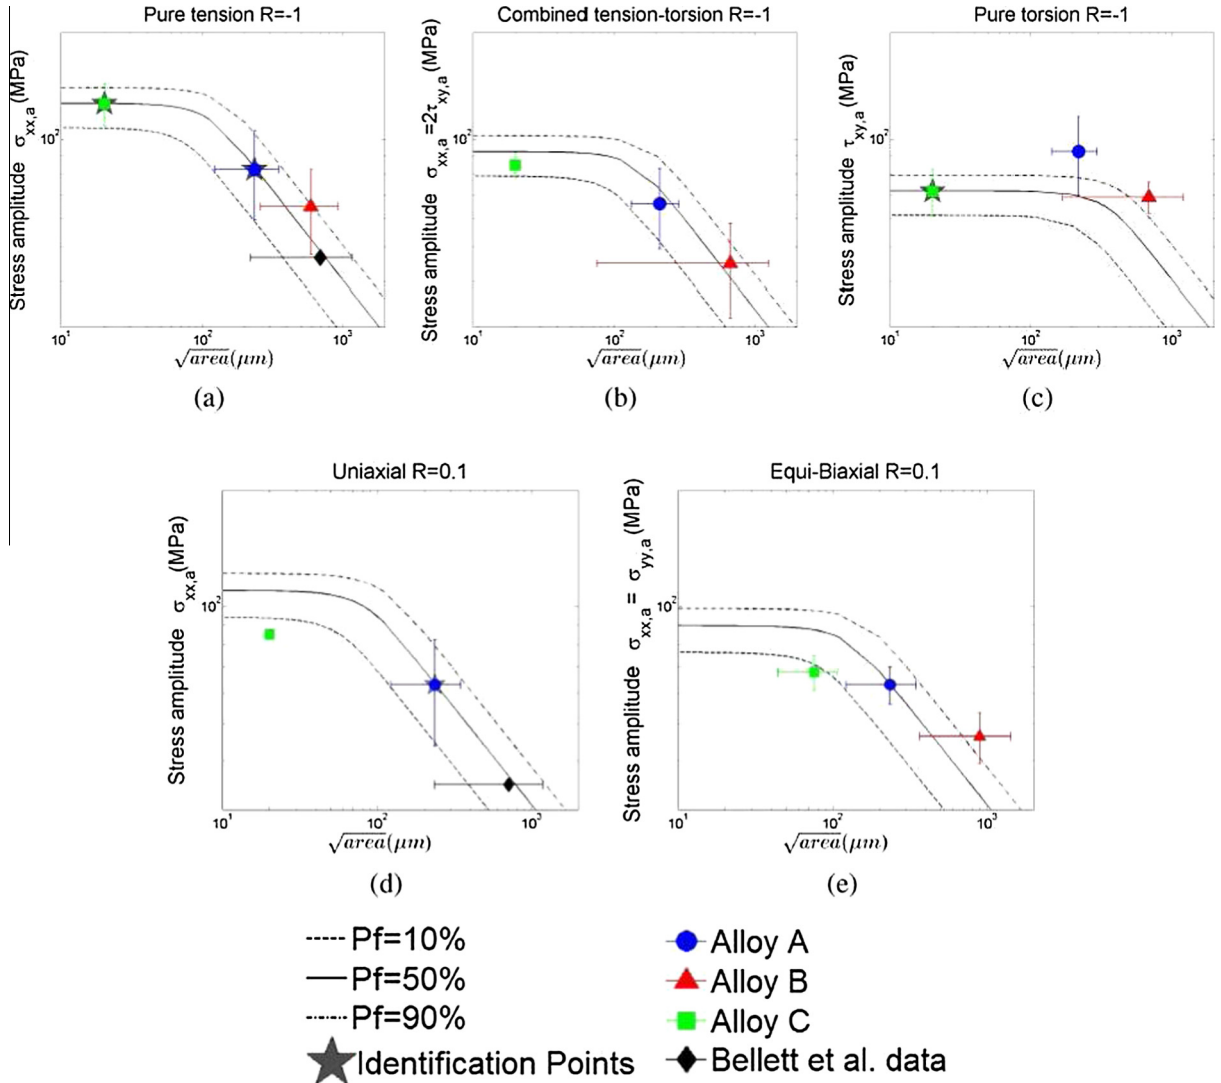 Pure tension R=-1
Stress amplitude σxx,a(MPa)
10²
10¹ 10² 10³
√area(μm)
(a)
Combined tension-torsion R=-1
Stress amplitude σxx,a =2τxy,a(MPa)
10²
10¹ 10² 10³
√area(μm)
(b)
Pure torsion R=-1
Stress amplitude τxy,a(MPa)
10²
10¹ 10² 10³
√area(μm)
(c)
Uniaxial R=0.1
Stress amplitude σxx,a(MPa)
10²
10¹ 10² 10³
√area(μm)
(d)
Equi-Biaxial R=0.1
Stress amplitude σxx,a = σyy,a(MPa)
10²
10¹ 10² 10³
√area(μm)
(e)
Pf=10%
Pf=50%
Pf=90%
Identification Points
Alloy A
Alloy B
Alloy C
Bellett et al. data